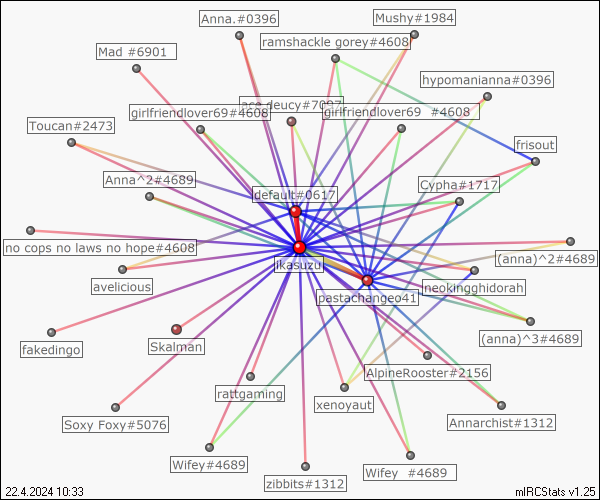 Anna.#0396
Mushy#1984
ramshackle gorey#4608
Mad #6901
hypomanianna#0396
ace deucy#7097
girlfriendlover69#4608
girlfriendlover69 #4608
Toucan#2473
frisout
Anna^2#4689
Cypha#1717
default#0617
no cops no laws no hope#4608
(anna)^2#4689
ikasuzu
avelicious
neokingghidorah
pastachangeo41
(anna)^3#4689
fakedingo
Skalman
AlpineRooster#2156
rattgaming
xenoyaut
Soxy Foxy#5076
Annarchist#1312
Wifey#4689
Wifey #4689
zibbits#1312
22.4.2024 10:33
mIRCStats v1.25